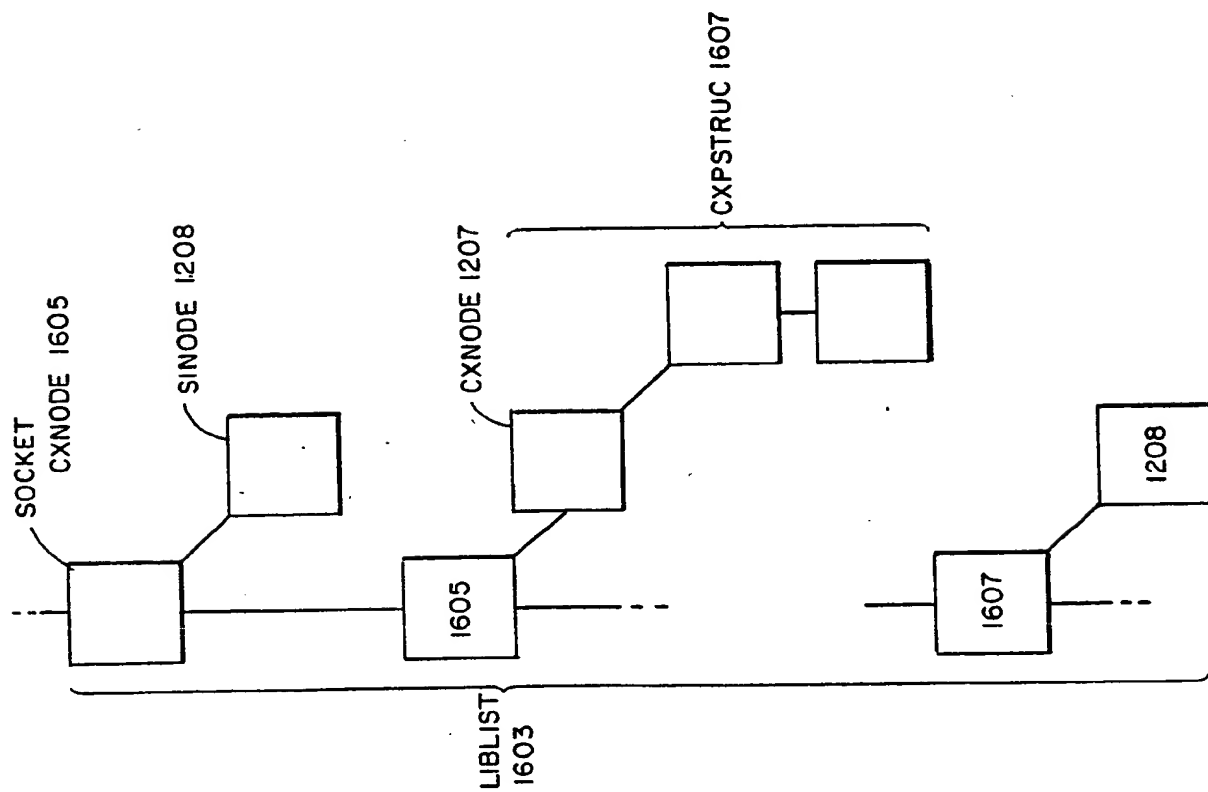 SOCKET
CXNODE 1605
SINODE 1208
CXNODE 1207
CXPSTRUC 1607
1605
1607
1208
LIBLIST
1603